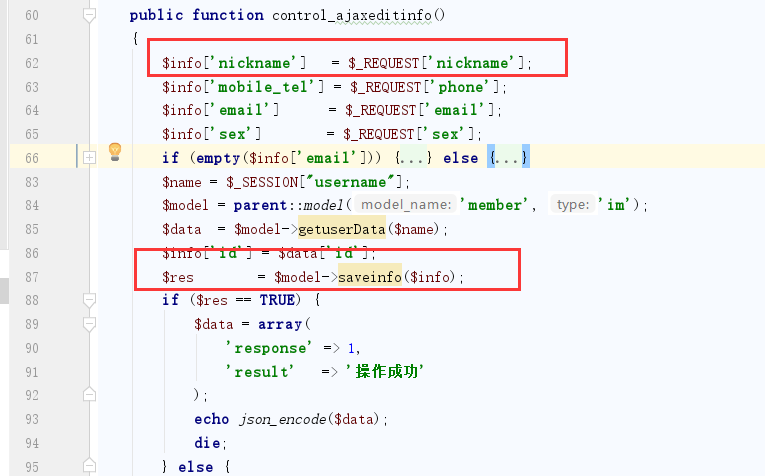 60 public function control_ajaxeditinfo()
61 {
62 $info['nickname'] = $_REQUEST['nickname'];
63 $info['mobile_tel'] = $_REQUEST['phone'];
64 $info['email'] = $_REQUEST['email'];
65 $info['sex'] = $_REQUEST['sex'];
66 if (empty($info['email'])) {...} else {...}
83 $name = $_SESSION["username"];
84 $model = parent::model( model_name: 'member', type: 'im');
85 $data = $model->getuserData($name);
86 $info['id'] = $data['id'];
87 $res = $model->saveinfo($info);
88 if ($res == TRUE) {
89 $data = array(
90 'response' => 1,
91 'result' => '操作成功'
92 );
93 echo json_encode($data);
94 die;
95 } else {